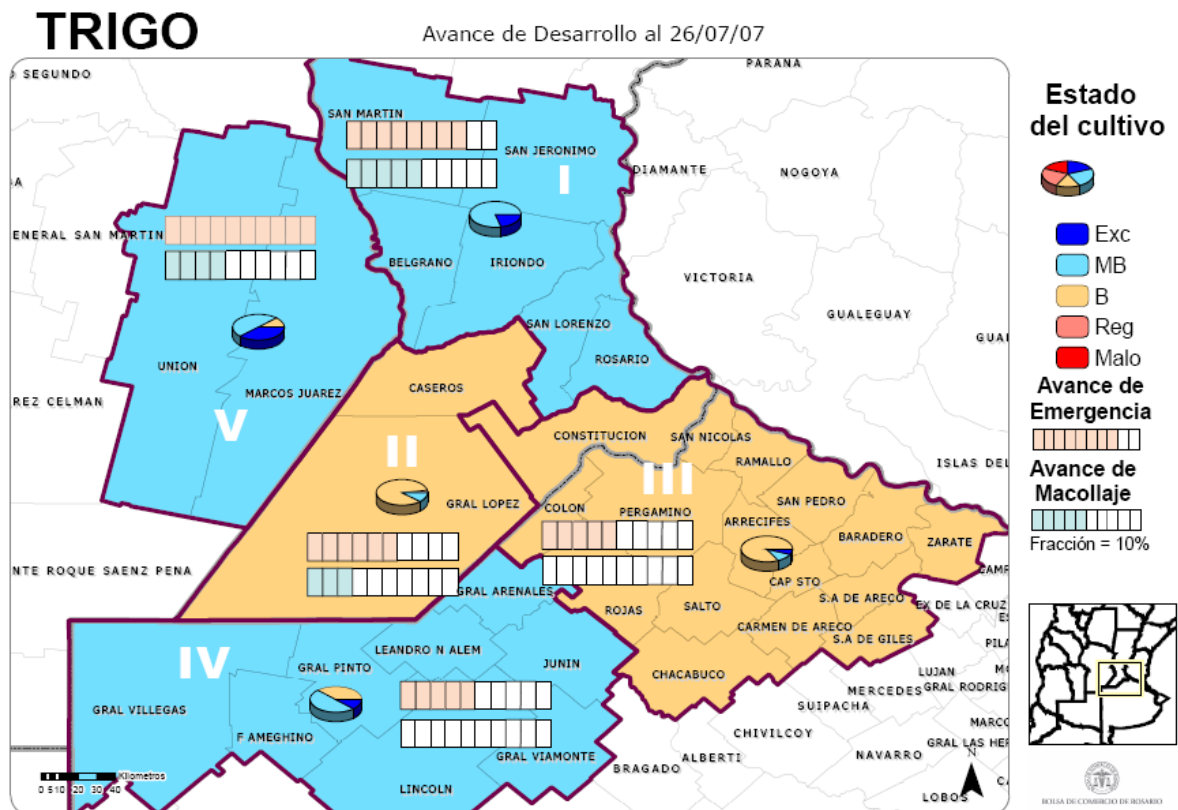 TRIGO
Avance de Desarrollo al 26/07/07
SEGUNDO
PARANA
SAN MARTIN
SAN JERONIMO
I
DIAMANTE
NOGOYA
ENERAL SAN MARTIN
BELGRANO
IRIONDO
VICTORIA
GUALEGUAY
GUAL
SAN LORENZO
ROSARIO
UNION
MARCOS JUAREZ
CASEROS
REZ CELMAN
V
II
III
CONSTITUCION
SAN NICOLAS
RAMALLO
ISLAS DEL
GRAL LOPEZ
COLON
PERGAMINO
SAN PEDRO
ARRECIFES
BARADERO
ZARATE
NTE ROQUE SAENZ PENA
CAMP
CAP STO
GRAL ARENALES
ROJAS
SALTO
S.A DE ARECO
EX DE LA CRUZ
CARMEN DE ARECO
S.A DE GILES
PILA
IV
LEANDRO N ALEM
GRAL PINTO
JUNIN
CHACABUCO
LUJAN
MERCEDES
GRAL RODRIG
GRAL VILLEGAS
SUIPACHA
MARCO
F AMEGHINO
CHIVILCOY
GRAL LAS HER
GRAL VIAMONTE
ALBERTI
NAVARRO
BRAGADO
LINCOLN
LOBOS
N
Kilometros
0 5 10 20 30 40
Estado
del cultivo
Exc
MB
B
Reg
Malo
Avance de
Emergencia
Avance de
Macollaje
Fracción = 10%
BOLSA DE COMERCIO DE ROSARIO